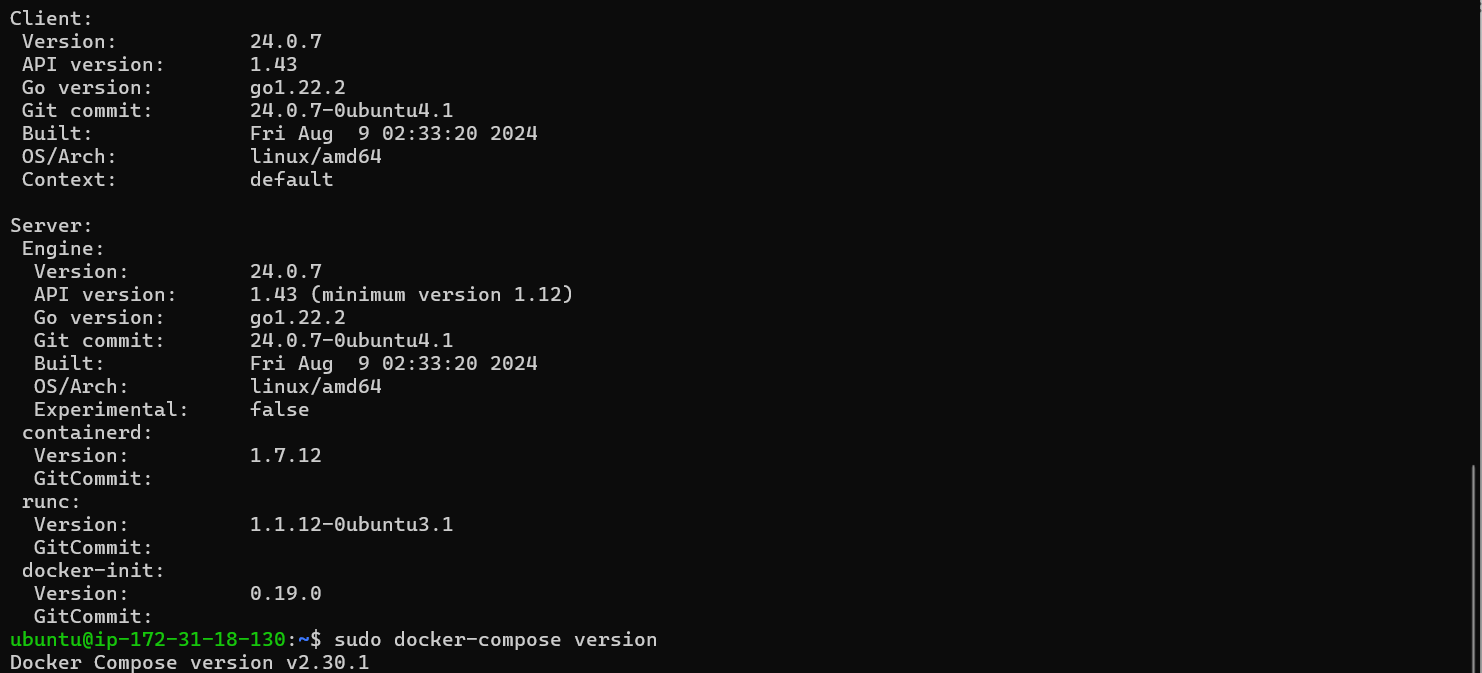 Client:
 Version:           24.0.7
 API version:       1.43
 Go version:        go1.22.2
 Git commit:        24.0.7-0ubuntu4.1
 Built:             Fri Aug  9 02:33:20 2024
 OS/Arch:           linux/amd64
 Context:           default

Server:
 Engine:
  Version:          24.0.7
  API version:      1.43 (minimum version 1.12)
  Go version:       go1.22.2
  Git commit:       24.0.7-0ubuntu4.1
  Built:            Fri Aug  9 02:33:20 2024
  OS/Arch:          linux/amd64
  Experimental:     false
 containerd:
  Version:          1.7.12
  GitCommit:
 runc:
  Version:          1.1.12-0ubuntu3.1
  GitCommit:
 docker-init:
  Version:          0.19.0
  GitCommit:
ubuntu@ip-172-31-18-130:~$ sudo docker-compose version
Docker Compose version v2.30.1